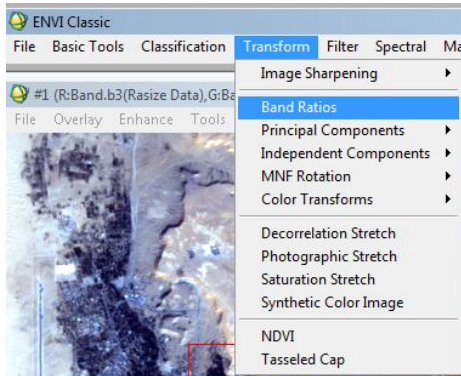 ENVI Classic
File Basic Tools Classification Transform Filter Spectral Ma
#1 (R:Band.b3(Rasize Data),G:Ba
File Overlay Enhance Tools
Image Sharpening
Band Ratios
Principal Components
Independent Components
MNF Rotation
Color Transforms
Decorrelation Stretch
Photographic Stretch
Saturation Stretch
Synthetic Color Image
NDVI
Tasseled Cap